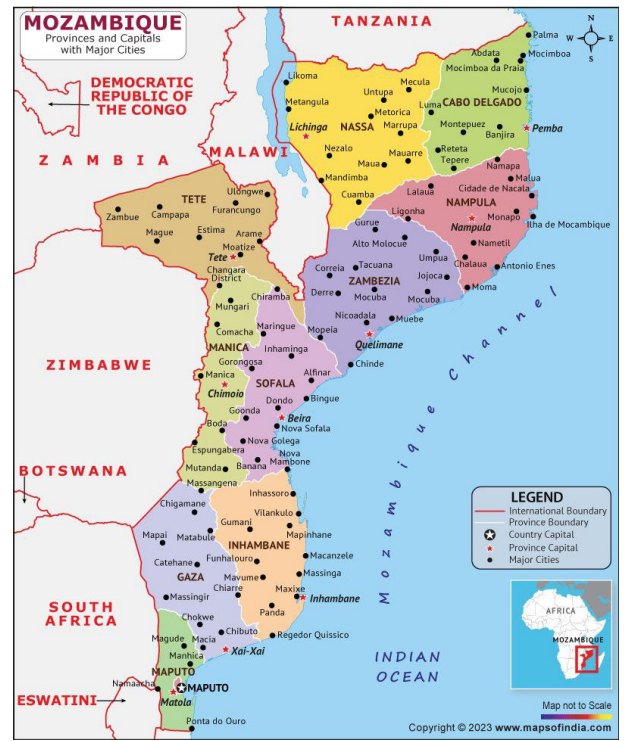 MOZAMBIQUE
Provinces and Capitals
with Major Cities
TANZANIA
DEMOCRATIC
REPUBLIC OF
THE CONGO
ZAMBIA
MALAWI
N
W
E
S
Palma
Abdata
Mocimboa
Mocimboa da Praia
Mucojo
CABO DELGADO
Luma
Montepuez
Banjira
Pemba
Reteta
Tepere
Likoma
Mecula
Untupa
Metangula
Metorica
Lichinga
Marrupa
NASSA
Nezalo
Mauarre
Maua
Mandimba
Cuamba
Namapa
Malua
Lalaua
Cidade de Nacala
NAMPULA
Ligonha
Monapo
Ilha de Mocambique
Nampula
Nametil
Chalaua
Antonio Enes
Moma
Ulongwe
TETE
Zambue
Campapa
Furancungo
Mague
Estima
Arame
Moatize
Tete
Changara
District
Chiramba
Gurue
Alto Molocue
Umpua
Correia
Tacuana
Jojoca
ZAMBEZIA
Derre
Mocuba
Mocuba
Nicoadala
Muebe
Mopeia
Quelimane
Chinde
Mungari
Comacha
Maringue
MANICA
Inhaminga
Gorongosa
Manica
SOFALA
Alfinar
Chimoio
Bingue
Dondo
Goonda
Beira
Boda
Nova Sofala
Nova Golega
Espungabera
Nova
Mambone
Mutanda
Banana
Massangena
ZIMBABWE
BOTSWANA
SOUTH
AFRICA
ESWATINI
Inhassoro
Chigamane
Vilankulo
Gumani
Mapai
Matabule
Mapinhane
INHAMBANE
Funhalouro
Macanzele
Catehane
GAZA
Mavume
Massinga
Chiarre
Maxixe
Massingir
Inhambane
Panda
Chokwe
Chibuto
Regedor Quissico
Magude
Macia
Xai-Xai
Manhica
MAPUTO
Namaacha
MAPUTO
Matola
Ponta do Ouro
Mozambique Channel
INDIAN
OCEAN
LEGEND
International Boundary
Province Boundary
Country Capital
Province Capital
Major Cities
AFRICA
MOZAMBIQUE
Map not to Scale
Copyright © 2023 www.mapsofindia.com